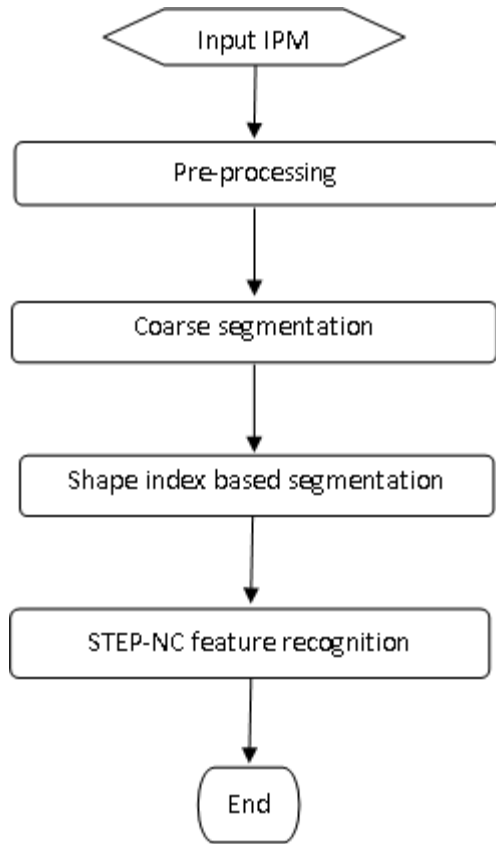 Input IPM
Pre-processing
Coarse segmentation
Shape index based segmentation
STEP-NC feature recognition
End